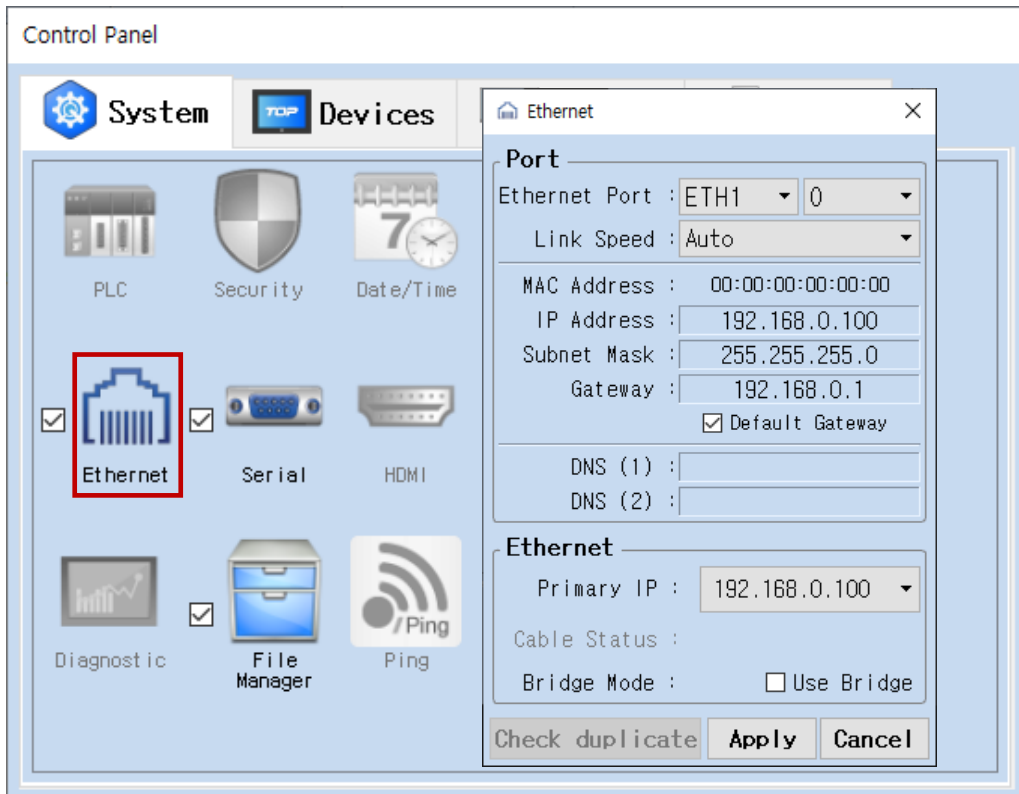 Control Panel
System
TOP
Devices
PLC
Security
7
Date/Time
Ethernet
Serial
HDMI
Diagnostic
File
Manager
/Ping
Ping
Ethernet
Port
Ethernet Port : ETH1 0
Link Speed : Auto
MAC Address : 00:00:00:00:00:00
IP Address : 192.168.0.100
Subnet Mask : 255.255.255.0
Gateway : 192.168.0.1
Default Gateway
DNS (1) :
DNS (2) :
Ethernet
Primary IP : 192.168.0.100
Cable Status :
Bridge Mode : Use Bridge
Check duplicate Apply Cancel